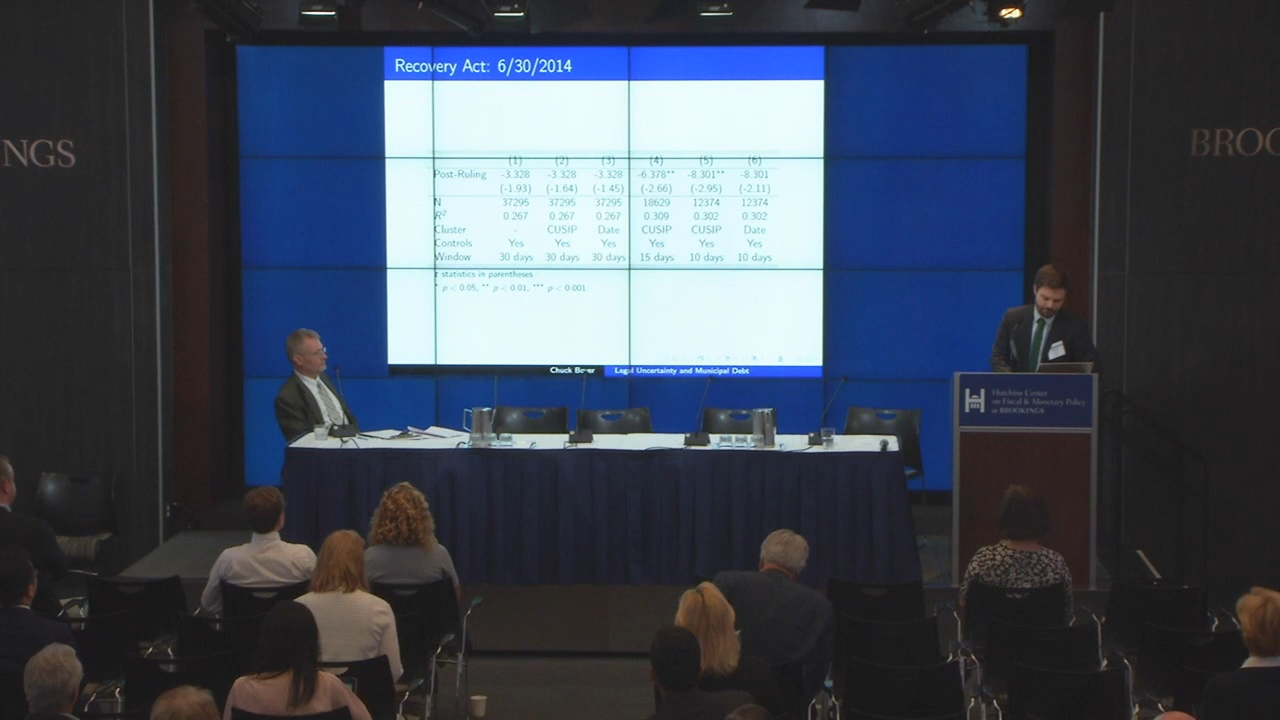 Recovery Act: 6/30/2014
(1) (2) (3) (4) (5) (6)
Post-Ruling -3.328 -3.328 -3.328 -6.378** -8.301** -8.301
(-1.93) (-1.64) (-1.45) (-2.66) (-2.95) (-2.11)
N 37295 37295 37295 18629 12374 12374
R² 0.267 0.267 0.267 0.309 0.302 0.302
Cluster - CUSIP Date CUSIP CUSIP Date
Controls Yes Yes Yes Yes Yes Yes
Window 30 days 30 days 30 days 15 days 10 days 10 days
t statistics in parentheses
* p < 0.05, ** p < 0.01, *** p < 0.001
Chuck Legal Uncertainty and Municipal Debt
NGS
BROO
Hutchins Center
on Fiscal & Monetary Policy
at BROOKINGS